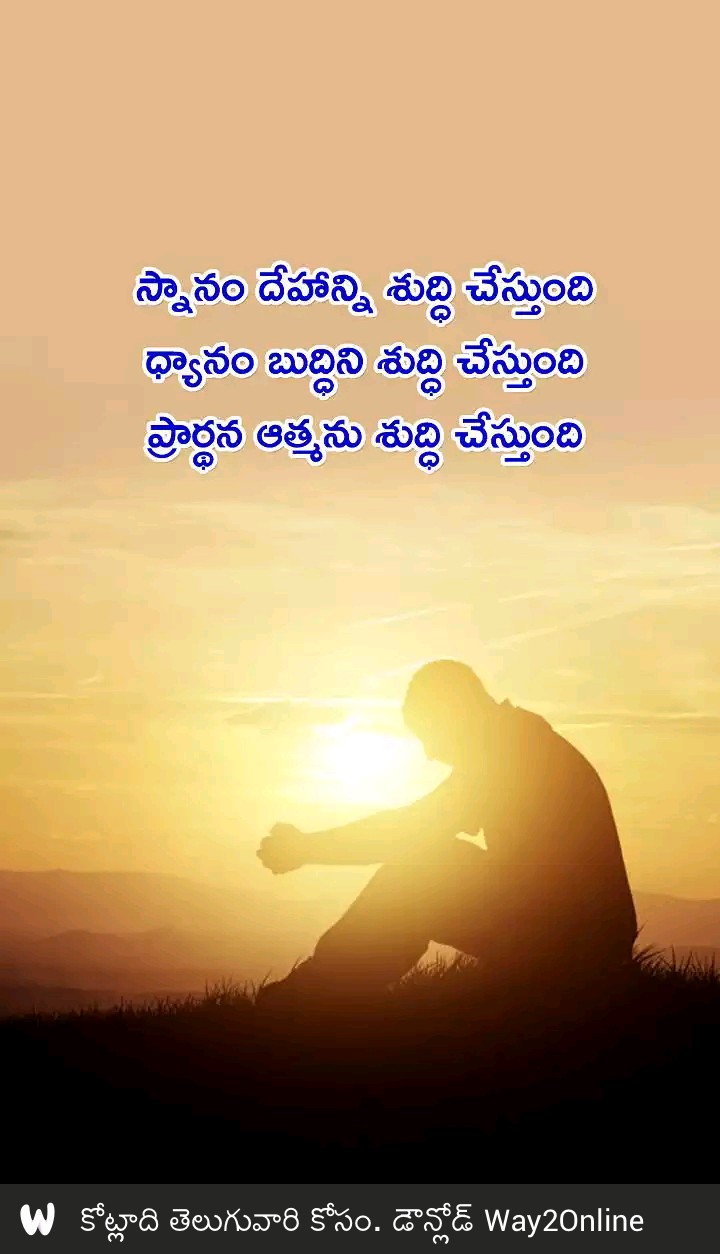 స్నానం దేహాన్ని శుద్ధి చేస్తుంది
ధ్యానం బుద్ధిని శుద్ధి చేస్తుంది
ప్రార్థన ఆత్మను శుద్ధి చేస్తుంది
W కోట్లాది తెలుగువారి కోసం. డౌన్లోడ్ Way2Online